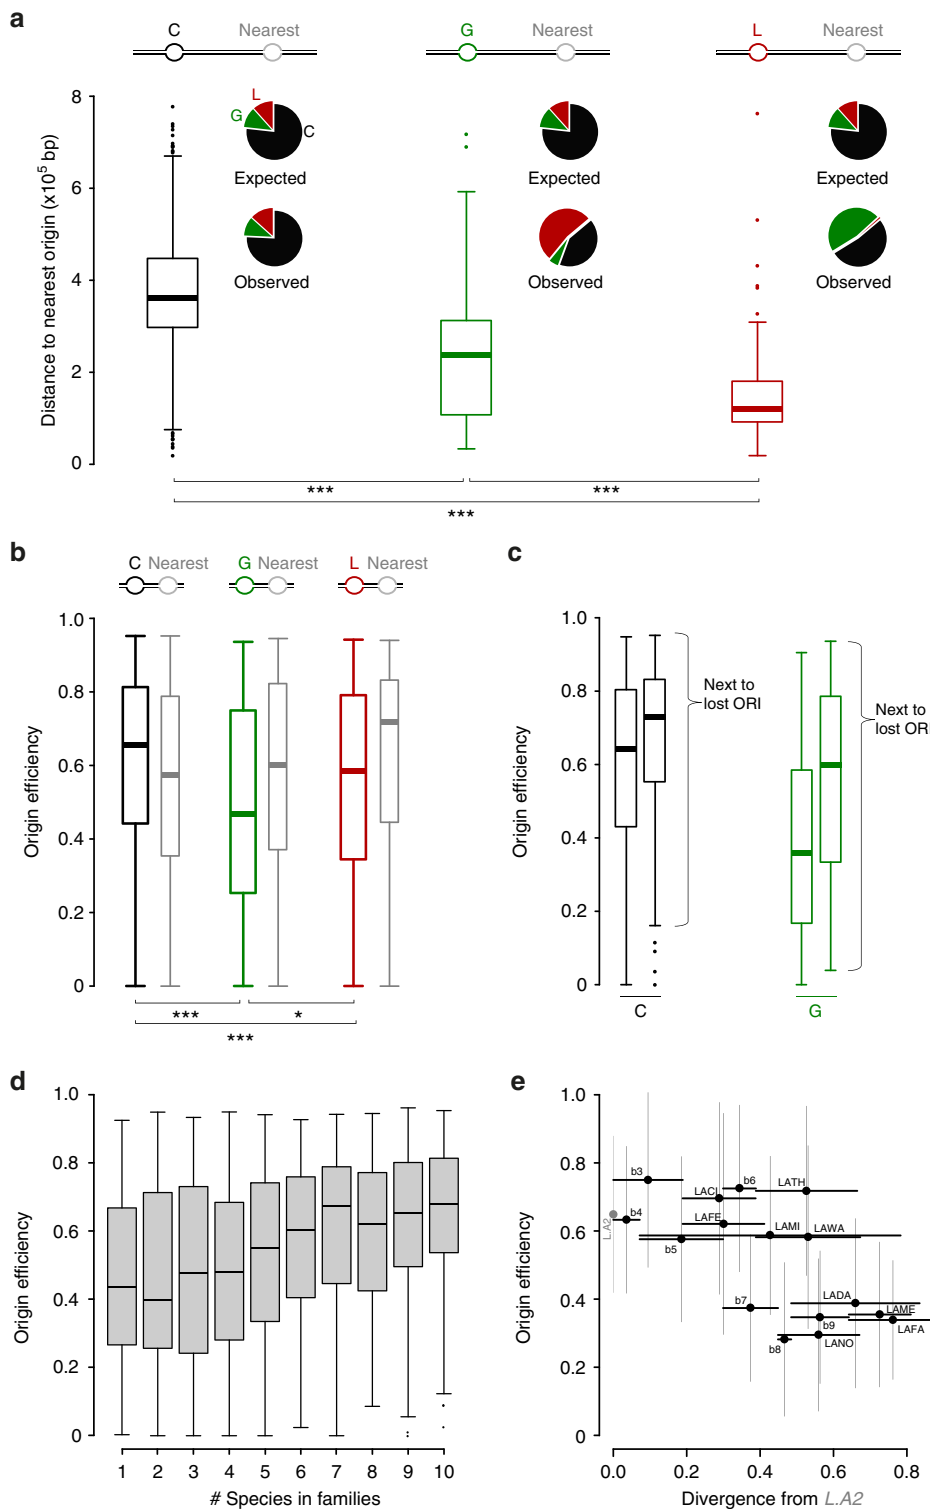 a
C Nearest G Nearest L Nearest
Distance to nearest origin (x10⁵ bp)
8
6
4
2
0
L
G
C
Expected
Observed
Expected
Observed
Expected
Observed
*** ***
***
b
C Nearest G Nearest L Nearest
Origin efficiency
1.0
0.8
0.6
0.4
0.2
0
*** *
***
c
Origin efficiency
1.0
0.8
0.6
0.4
0.2
0
Next to
lost ORI
Next to
lost ORI
C G
d
Origin efficiency
1.0
0.8
0.6
0.4
0.2
0
1 2 3 4 5 6 7 8 9 10
# Species in families
e
Origin efficiency
1.0
0.8
0.6
0.4
0.2
0
b3
b6
LATH
LACI
L.A2
b4
LAFE
LAMI
LAWA
b5
b7
LADA
LAME
b9
LAFA
b8
LANO
0.0 0.2 0.4 0.6 0.8
Divergence from L.A2